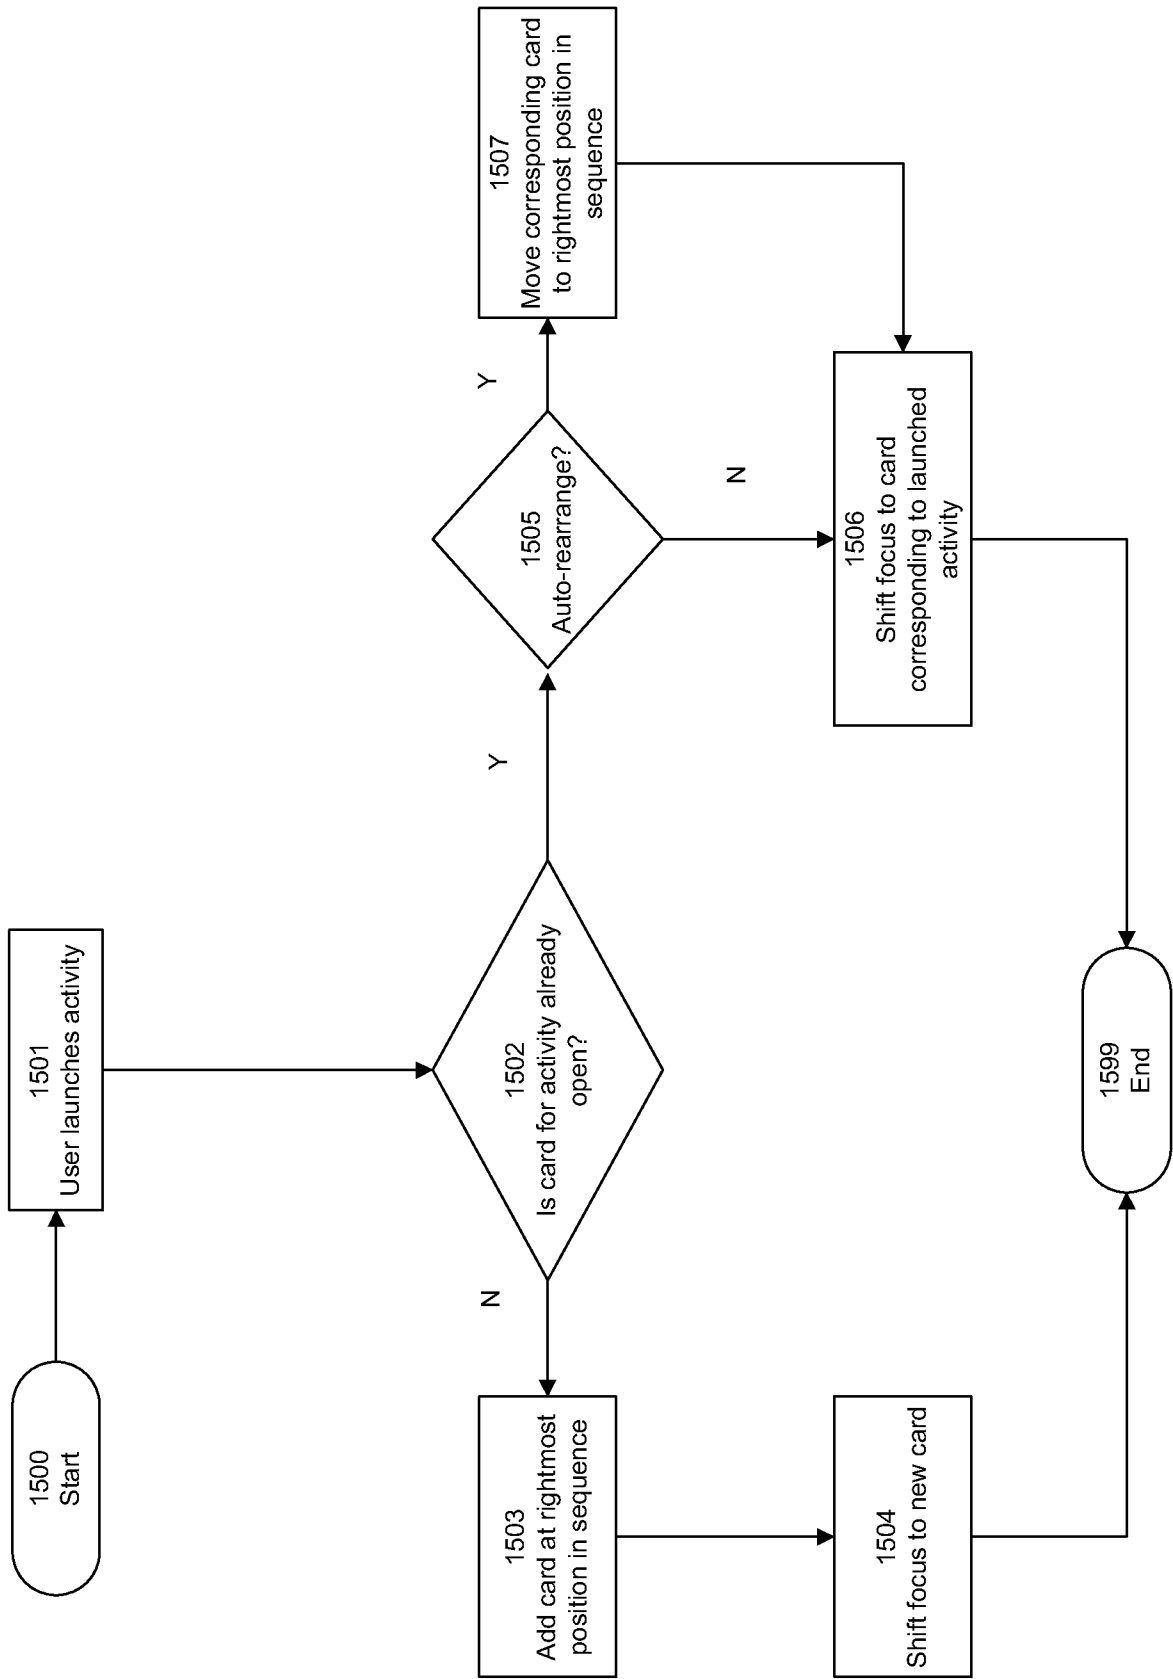 1500
Start
1501
User launches activity
1502
Is card for activity already
open?
N
Y
1503
Add card at rightmost
position in sequence
1505
Auto-rearrange?
Y
1507
Move corresponding card
to rightmost position in
sequence
N
1504
Shift focus to new card
1506
Shift focus to card
corresponding to launched
activity
1599
End